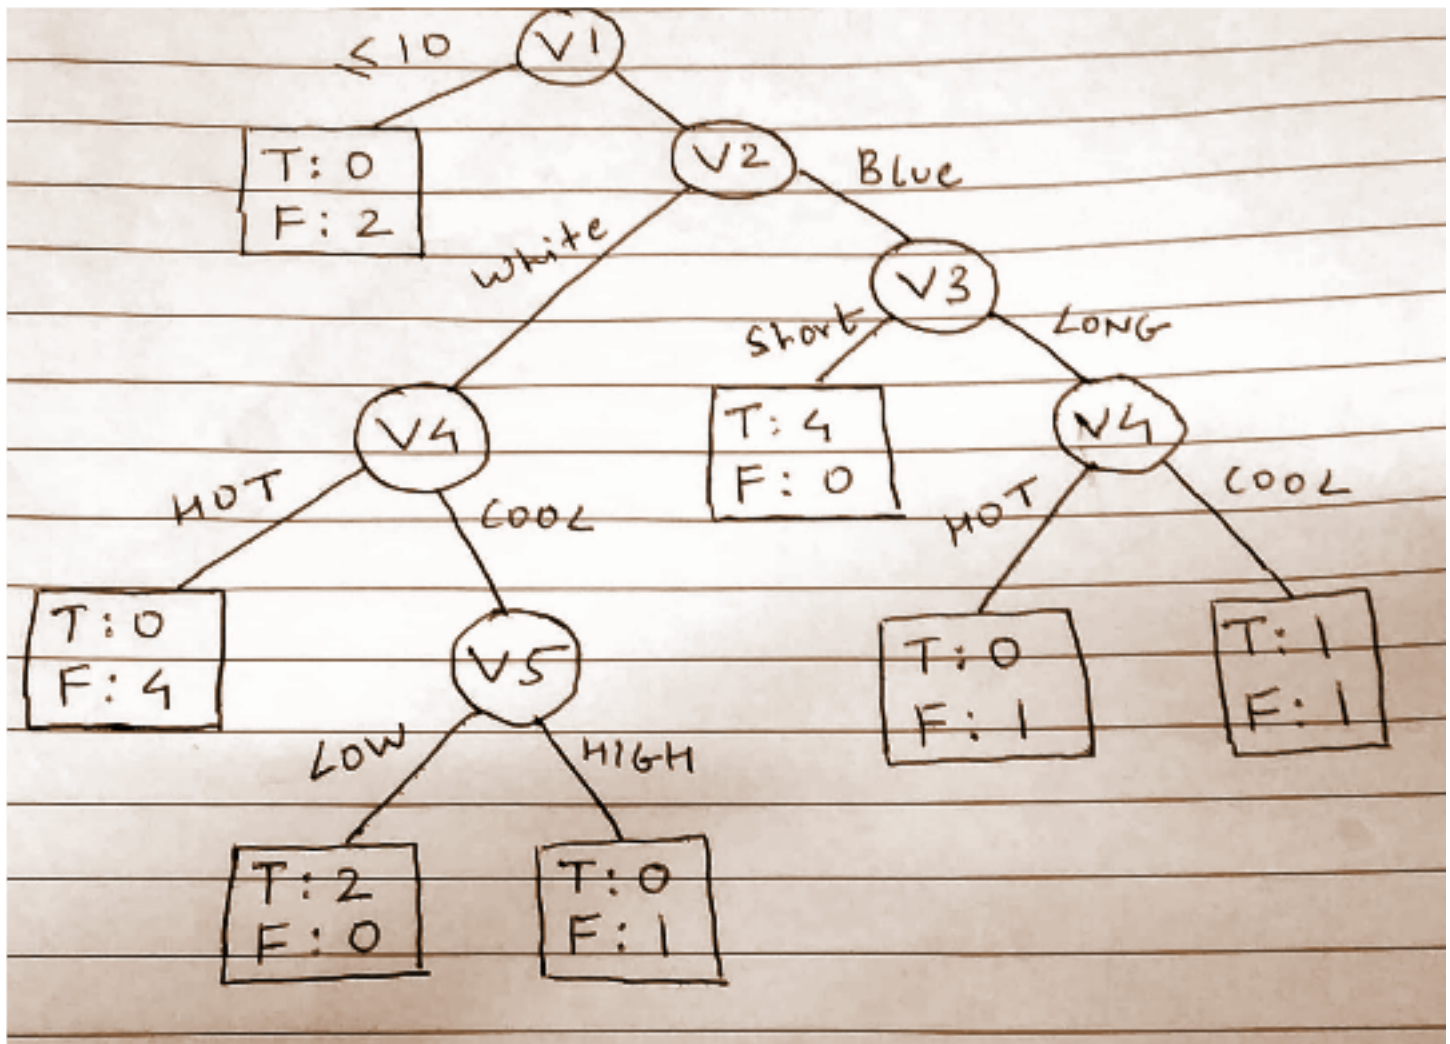 ≤10
V1
T: 0
F: 2
V2
Blue
White
V3
Short
LONG
V4
T: 4
F: 0
V4
HOT
COOL
HOT
COOL
T: 0
F: 4
V5
T: 0
F: 1
T: 1
F: 1
LOW
HIGH
T: 2
F: 0
T: 0
F: 1